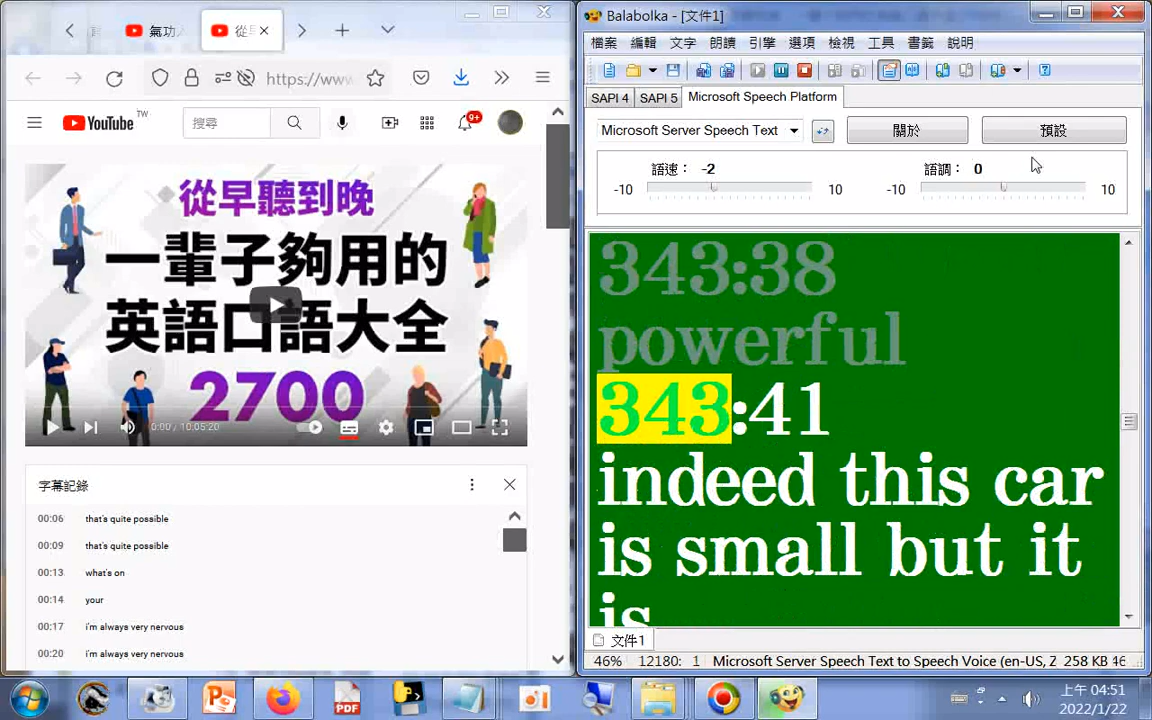 氣功
從
https://www
YouTube TW
搜尋
9+
從早聽到晚
一輩子夠用的
英語口語大全
2700
0:00 / 10:05:20
字幕記錄
00:06 that's quite possible
00:09 that's quite possible
00:13 what's on
00:14 your
00:17 i'm always very nervous
00:20 i'm always very nervous
Balabolka - [文件1]
檔案 編輯 文字 朗讀 引擎 選項 檢視 工具 書籤 說明
SAPI 4 SAPI 5 Microsoft Speech Platform
Microsoft Server Speech Text
關於
預設
語速： -2
-10 10
語調： 0
-10 10
343:38
powerful
343:41
indeed this car
is small but it
is
文件1
46% 12180: 1 Microsoft Server Speech Text to Speech Voice (en-US, Z 258 KB 46
PDF
上午 04:51
2022/1/22